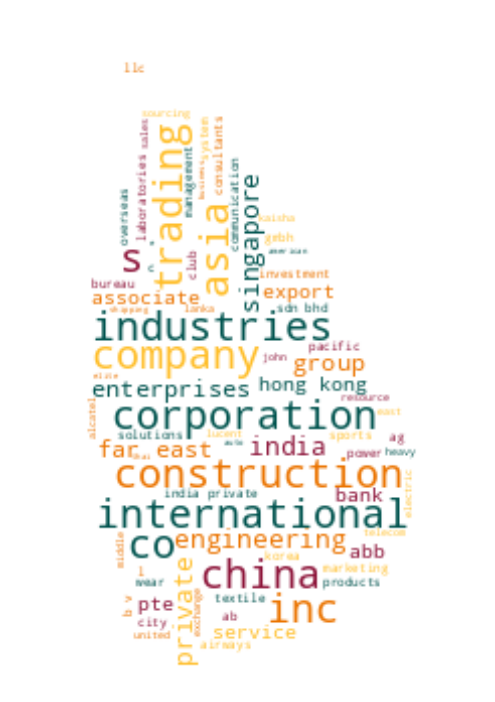 llc
sourcing
trading
asia
singapore
overseas
laboratories
sales
management
system
consultants
communication
kaisha
gmbh
american
s
c
club
investment
bureau
export
associate
shipping
lanka
sdn bhd
industries
company
john
pacific
group
elite
enterprises
hong kong
resource
alcatel
corporation
east
solutions
lucent
auto
sports
ag
far east
thai
india
power
heavy
construction
electric
india private
bank
international
telecom
middle
co
engineering
korea
abb
l
wear
china
marketing
products
private
exchange
b v
pte
textile
inc
city
ab
united
service
airways